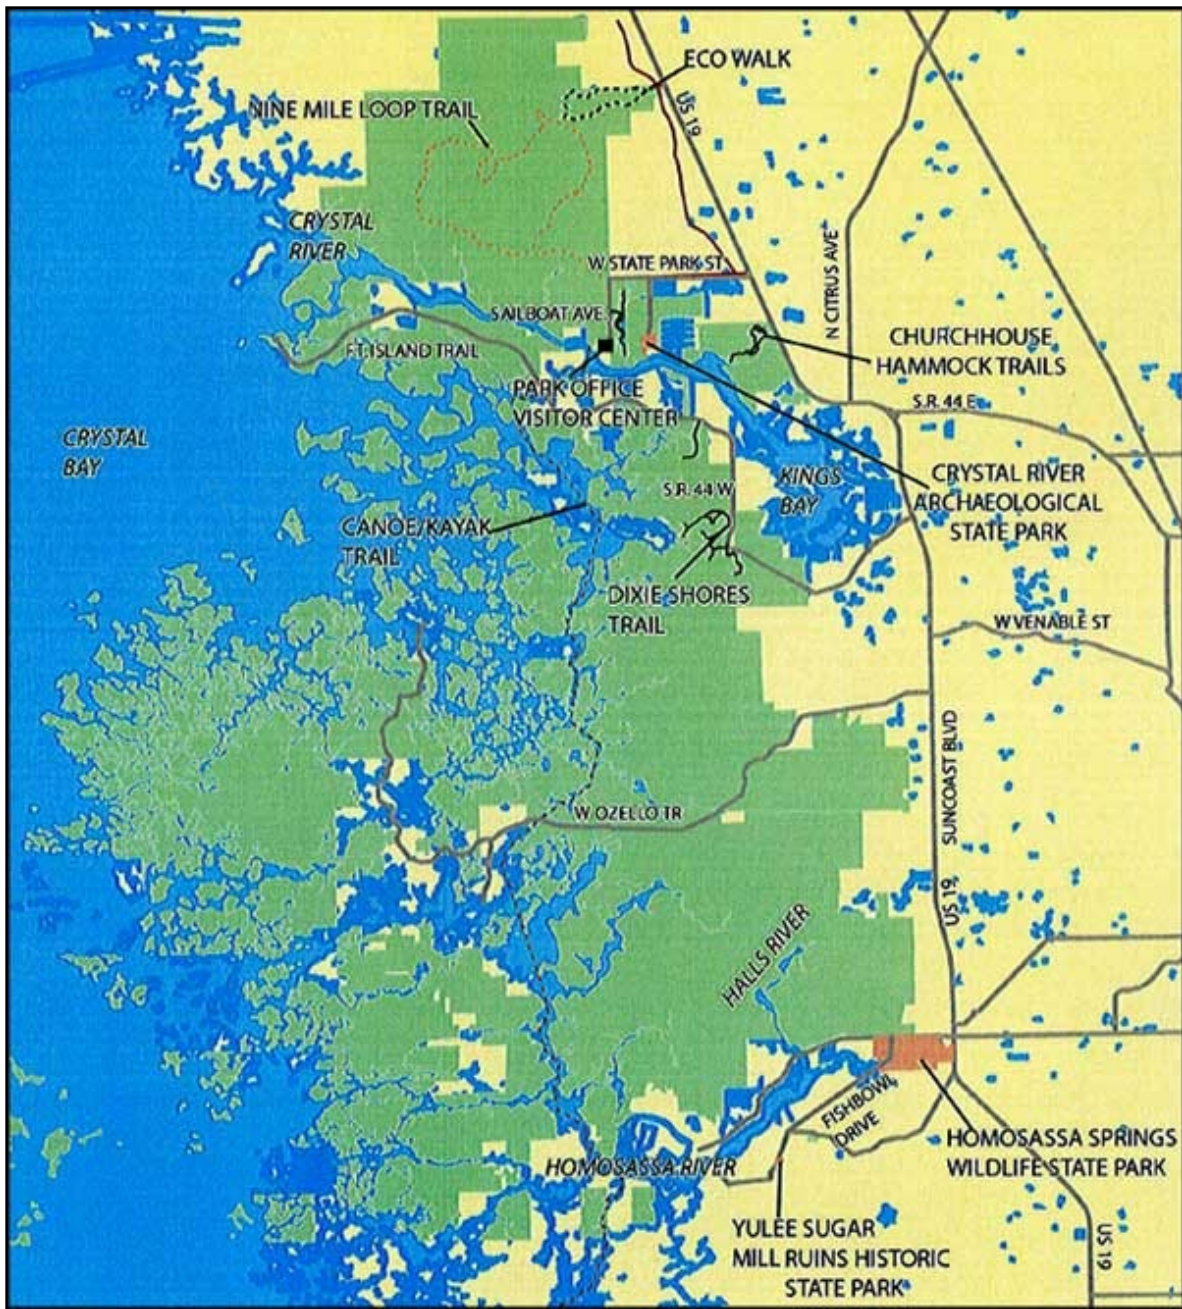 ECO WALK
NINE MILE LOOP TRAIL
US 19
CRYSTAL
RIVER
W STATE PARK ST
N CITRUS AVE
SAILBOAT AVE.
FT. ISLAND TRAIL
CHURCHHOUSE
HAMMOCK TRAILS
PARK OFFICE
VISITOR CENTER
S.R. 44 E
CRYSTAL
BAY
KINGS
BAY
CRYSTAL RIVER
ARCHAEOLOGICAL
STATE PARK
S.R. 44 W
CANOE/KAYAK
TRAIL
DIXIE SHORES
TRAIL
W VENABLE ST
SUNCOAST BLVD
W OZELLO TR
US 19
HALLS RIVER
FISHBOWL
DRIVE
HOMOSASSA SPRINGS
WILDLIFE STATE PARK
HOMOSASSA RIVER
YULEE SUGAR
MILL RUINS HISTORIC
STATE PARK
US 19